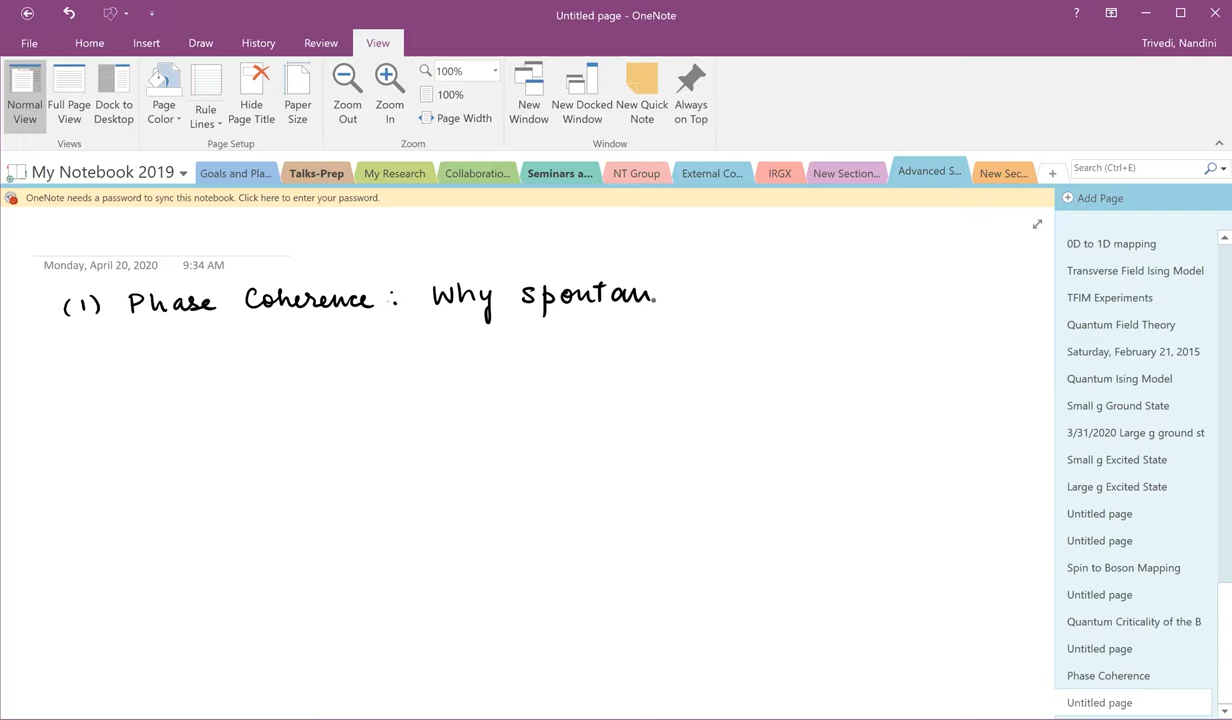 Untitled page - OneNote
?
File Home Insert Draw History Review View Trivedi, Nandini
Normal View Full Page View Dock to Desktop Page Color Rule Lines Hide Page Title Paper Size Zoom Out Zoom In 100% 100% Page Width New Window New Docked Window New Quick Note Always on Top
Views Page Setup Zoom Window
My Notebook 2019 Goals and Pla... Talks-Prep My Research Collaboratio... Seminars a... NT Group External Co... IRGX New Section... Advanced S... New Sec... + Search (Ctrl+E)
OneNote needs a password to sync this notebook. Click here to enter your password.
Add Page
Monday, April 20, 2020 9:34 AM
(1) Phase Coherence : Why spontan
0D to 1D mapping
Transverse Field Ising Model
TFIM Experiments
Quantum Field Theory
Saturday, February 21, 2015
Quantum Ising Model
Small g Ground State
3/31/2020 Large g ground st
Small g Excited State
Large g Excited State
Untitled page
Untitled page
Spin to Boson Mapping
Untitled page
Quantum Criticality of the B
Untitled page
Phase Coherence
Untitled page